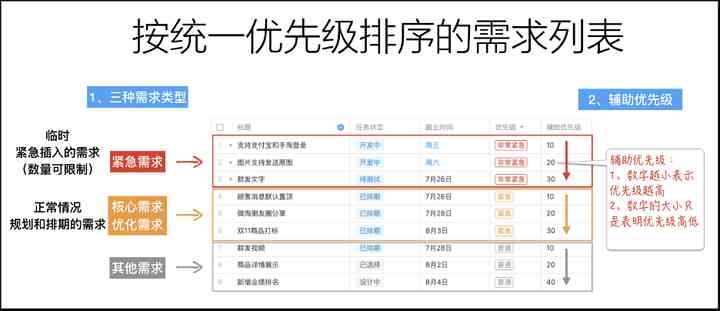 按统一优先级排序的需求列表
1、三种需求类型
2、辅助优先级
临时
紧急插入的需求
（数量可限制）
紧急需求
正常情况
规划和排期的需求
核心需求
优化需求
其他需求
标题 任务状态 截止时间 优先级 辅助优先级
1 支持支付宝和手淘登录 开发中 周五 非常紧急 10
2 图片支持发送原图 开发中 周六 非常紧急 20
3 群发文字 待测试 7月26日 非常紧急 30
4 顾客消息默认置顶 已排期 7月26日 紧急 10
5 微淘图友圈分享 已排期 7月28日 紧急 20
6 双11商品打标 已排期 8月3日 紧急 30
7 群发视频 已排期 7月28日 普通 10
8 商品详情展示 已选择 8月2日 普通 20
9 新增业绩排名 设计中 8月4日 普通 40
辅助优先级：
1、数字越小表示
优先级越高
2、数字的大小只
是表明优先级高低